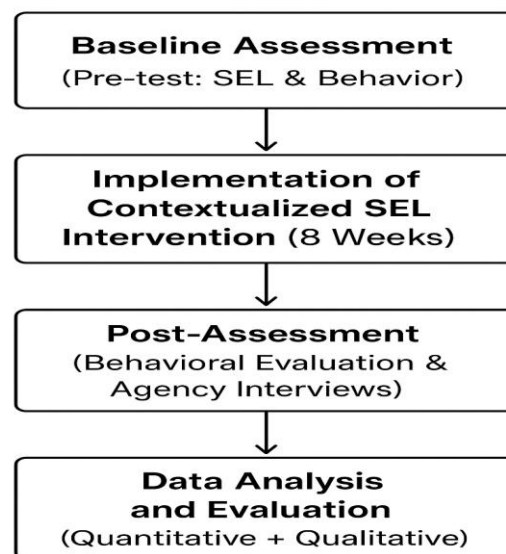 Baseline Assessment
(Pre-test: SEL & Behavior)
Implementation of
Contextualized SEL
Intervention (8 Weeks)
Post-Assessment
(Behavioral Evaluation &
Agency Interviews)
Data Analysis
and Evaluation
(Quantitative + Qualitative)